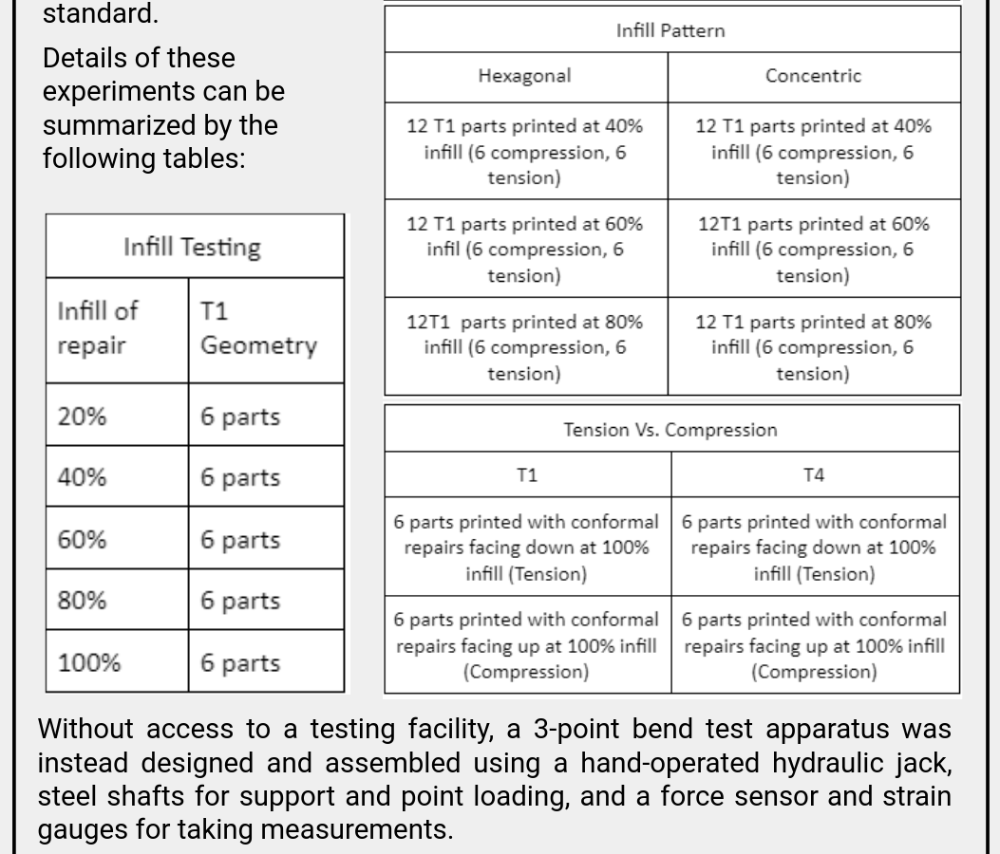 standard.
Details of these
experiments can be
summarized by the
following tables:
Infill Testing
Infill of
repair
T1
Geometry
20%
6 parts
40%
6 parts
60%
6 parts
80%
6 parts
100%
6 parts
Infill Pattern
Hexagonal
Concentric
12 T1 parts printed at 40%
infill (6 compression, 6
tension)
12 T1 parts printed at 40%
infill (6 compression, 6
tension)
12 T1 parts printed at 60%
infil (6 compression, 6
tension)
12T1 parts printed at 60%
infill (6 compression, 6
tension)
12T1 parts printed at 80%
infill (6 compression, 6
tension)
12 T1 parts printed at 80%
infill (6 compression, 6
tension)
Tension Vs. Compression
T1
T4
6 parts printed with conformal
repairs facing down at 100%
infill (Tension)
6 parts printed with conformal
repairs facing down at 100%
infill (Tension)
6 parts printed with conformal
repairs facing up at 100% infill
(Compression)
6 parts printed with conformal
repairs facing up at 100% infill
(Compression)
Without access to a testing facility, a 3-point bend test apparatus was
instead designed and assembled using a hand-operated hydraulic jack,
steel shafts for support and point loading, and a force sensor and strain
gauges for taking measurements.